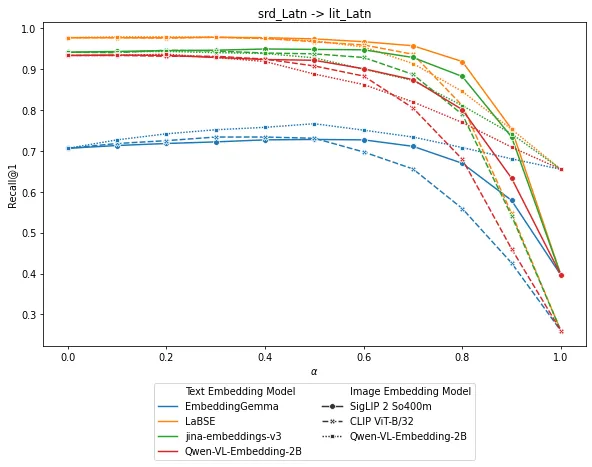 srd_Latn -> lit_Latn
Recall@1
1.0
0.9
0.8
0.7
0.6
0.5
0.4
0.3
0.0
0.2
0.4
0.6
0.8
1.0
α
Text Embedding Model
EmbeddingGemma
LaBSE
jina-embeddings-v3
Qwen-VL-Embedding-2B
Image Embedding Model
SigLIP 2 So400m
CLIP ViT-B/32
Qwen-VL-Embedding-2B